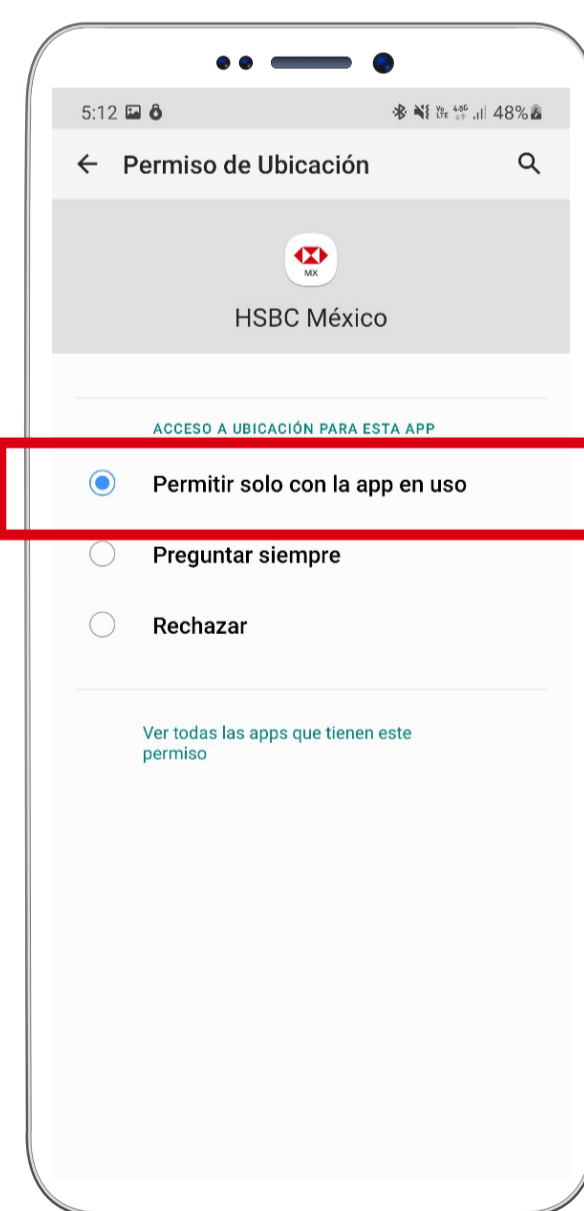 5:12 48%
Permiso de Ubicación
MX
HSBC México
ACCESO A UBICACIÓN PARA ESTA APP
Permitir solo con la app en uso
Preguntar siempre
Rechazar
Ver todas las apps que tienen este
permiso